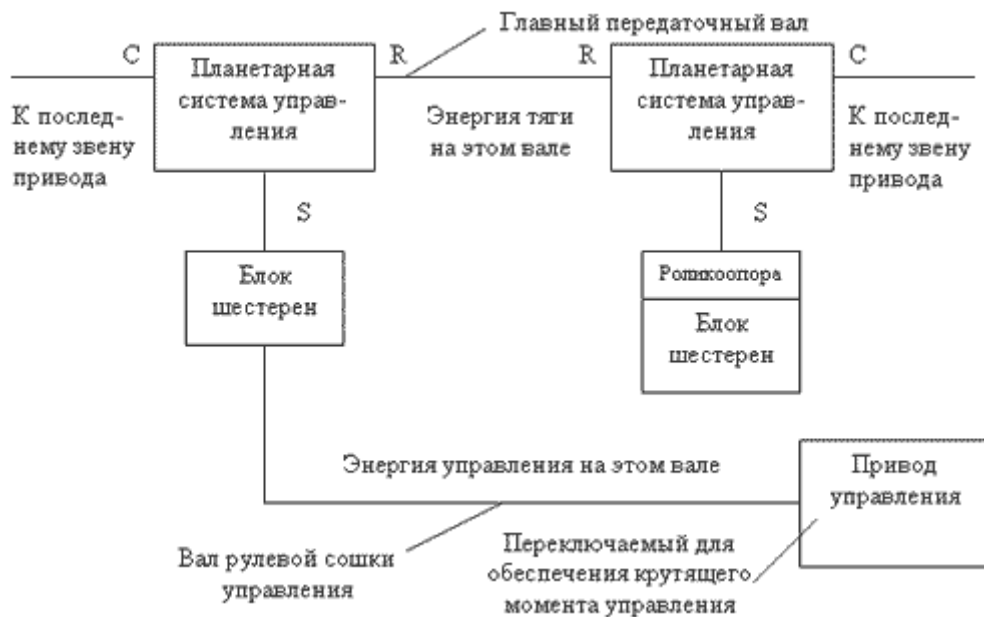 Главный передаточный вал
C
R
R
C
Планетарная
система управ-
ления
Планетарная
система управ-
ления
К послед-
нему звену
привода
Энергия тяги
на этом вале
К послед-
нему звену
привода
S
S
Блок
шестерен
Роликоопора
Блок
шестерен
Энергия управления на этом вале
Привод
управления
Вал рулевой сошки
управления
Переключаемый для
обеспечения крутящего
момента управления